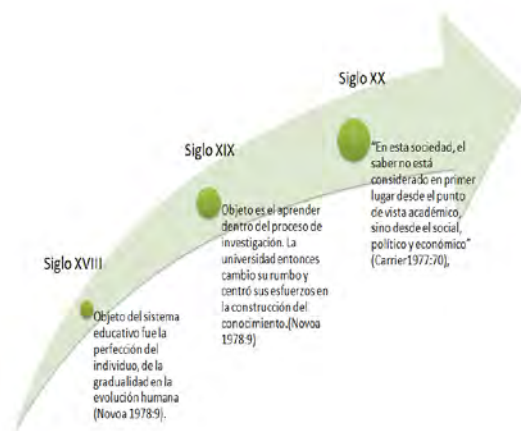 Siglo XVIII
Objeto del sistema
educativo fue la
perfección del
individuo, de la
gradualidad en la
evolución humana
(Novoa 1978:9).
Siglo XIX
Objeto es el aprender
dentro del proceso de
investigación. La
universidad entonces
cambio su rumbo y
centró sus esfuerzos en
la construcción del
conocimiento.(Novoa
1978:9)
Siglo XX
"En esta sociedad, el
saber no está
considerado en primer
lugar desde el punto
de vista académico,
sino desde el social,
político y económico"
(Carrier1977:70),